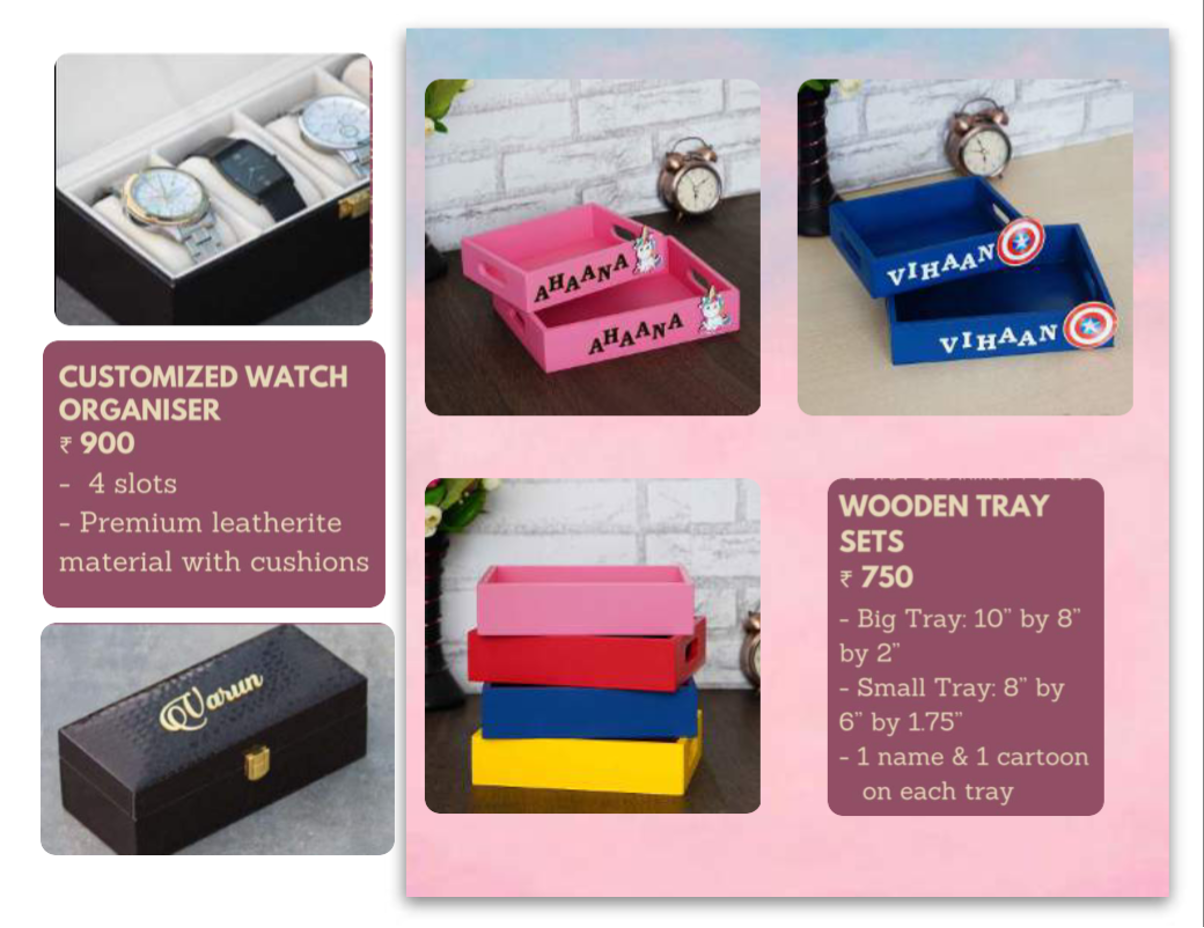 CUSTOMIZED WATCH
ORGANISER
₹ 900
-  4 slots
- Premium leatherite
material with cushions
Varun
AHAANA
AHAANA
VIHAAN
VIHAAN
WOODEN TRAY
SETS
₹ 750
- Big Tray: 10” by 8”
by 2”
- Small Tray: 8” by
6” by 1.75”
- 1 name & 1 cartoon
on each tray